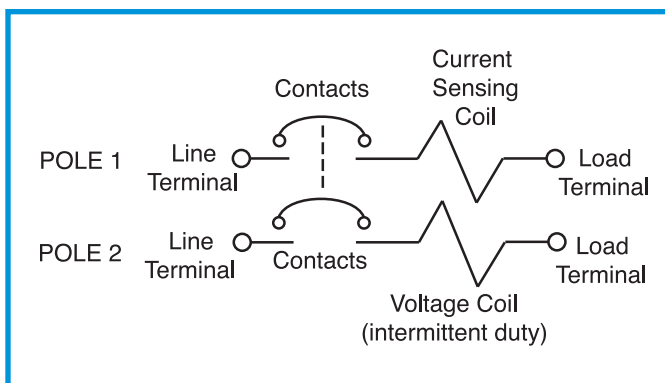 Current
Sensing
Coil
Contacts
POLE 1
Line
Terminal
Load
Terminal
POLE 2
Line
Terminal
Contacts
Load
Terminal
Voltage Coil
(intermittent duty)